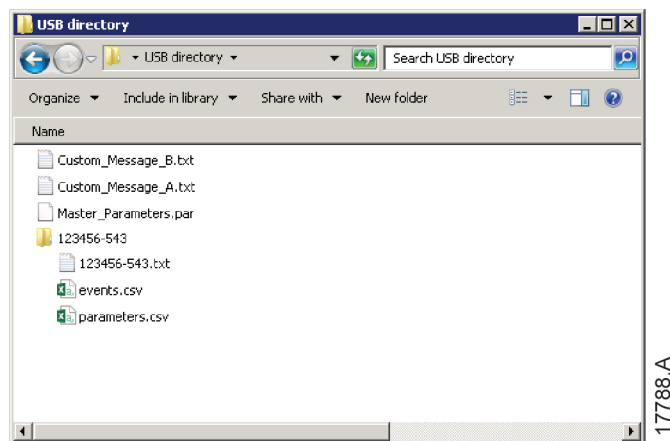 USB directory
USB directory
Search USB directory
Organize Include in library Share with New folder
Name
Custom_Message_B.txt
Custom_Message_A.txt
Master_Parameters.par
123456-543
123456-543.txt
events.csv
parameters.csv
17788.A